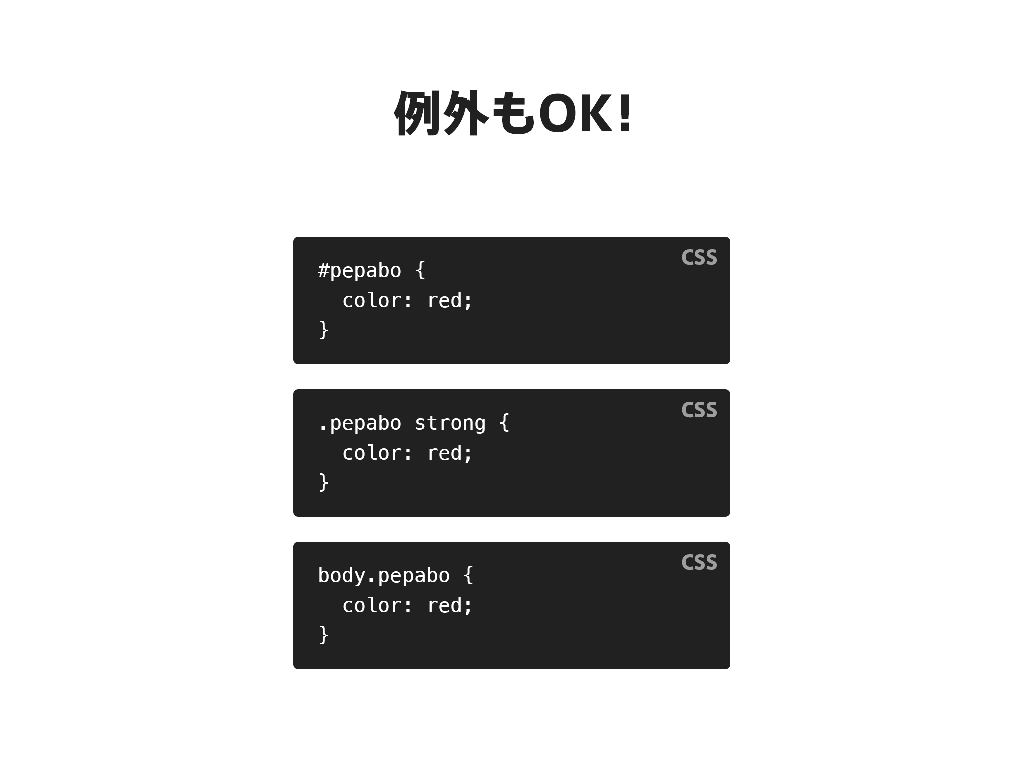 例外もOK!
CSS
#pepabo {
  color: red;
}
CSS
.pepabo strong {
  color: red;
}
CSS
body.pepabo {
  color: red;
}